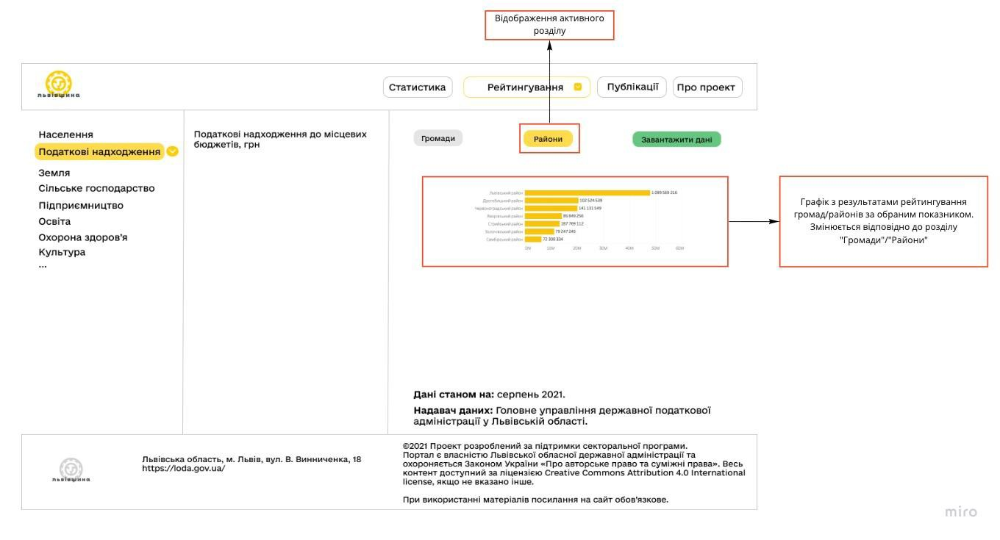 Відображення активного
розділу
львівщина
Статистика
Рейтингування
Публікації
Про проект
Населення
Податкові надходження
Земля
Сільське господарство
Підприємництво
Освіта
Охорона здоров'я
Культура
...
Податкові надходження до місцевих
бюджетів, грн
Громади
Райони
Завантажити дані
Львівський район 1 099 569 216
Дрогобицький район 102 524 539
Червоноградський район 141 131 549
Яворівський район 85 849 256
Стрийський район 187 769 112
Золочівський район 79 247 245
Самбірський район 72 308 334
0M 10M 20M 30M 40M 50M 60M
Графік з результатами рейтингування
громад/районів за обраним показником.
Змінюється відповідно до розділу
"Громади"/"Райони"
Дані станом на: серпень 2021.
Надавач даних: Головне управління державної податкової
адміністрації у Львівській області.
львівщина
Львівська область, м. Львів, вул. В. Винниченка, 18
https://loda.gov.ua/
©2021 Проект розроблений за підтримки секторальної програми.
Портал є власністю Львівської обласної державної адміністрації та
охороняється Законом України «Про авторське право та суміжні права». Весь
контент доступний за ліцензією Creative Commons Attribution 4.0 International
license, якщо не вказано інше.
При використанні матеріалів посилання на сайт обов'язкове.
miro